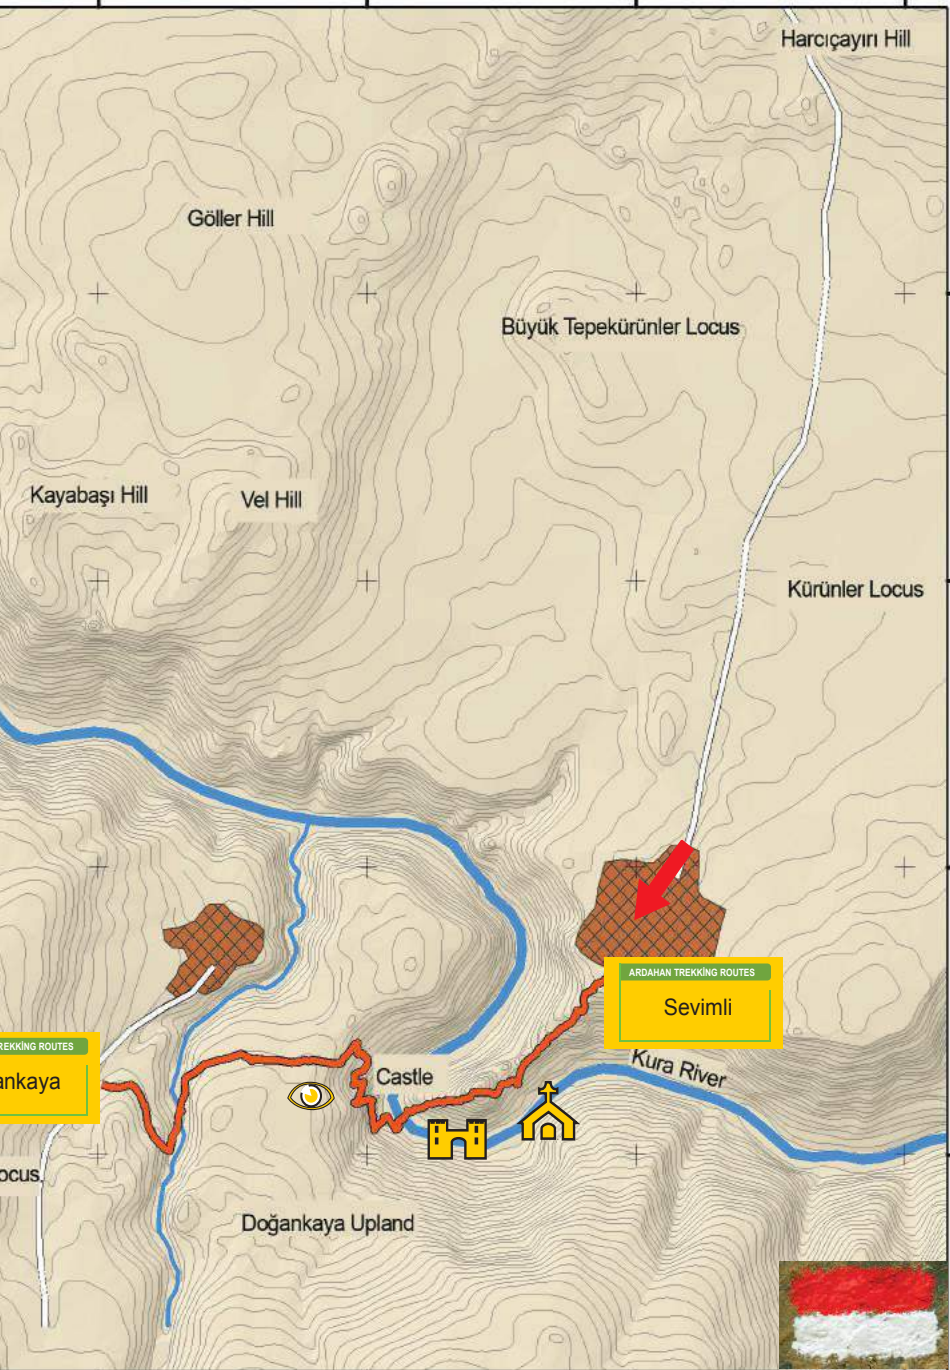 Harcıçayırı Hill
Göller Hill
Büyük Tepekürünler Locus
Kayabaşı Hill
Vel Hill
Kürünler Locus
ARDAHAN TREKKİNG ROUTES
Sevimli
REKKİNG ROUTES
ankaya
Kura River
Castle
ocus
Doğankaya Upland